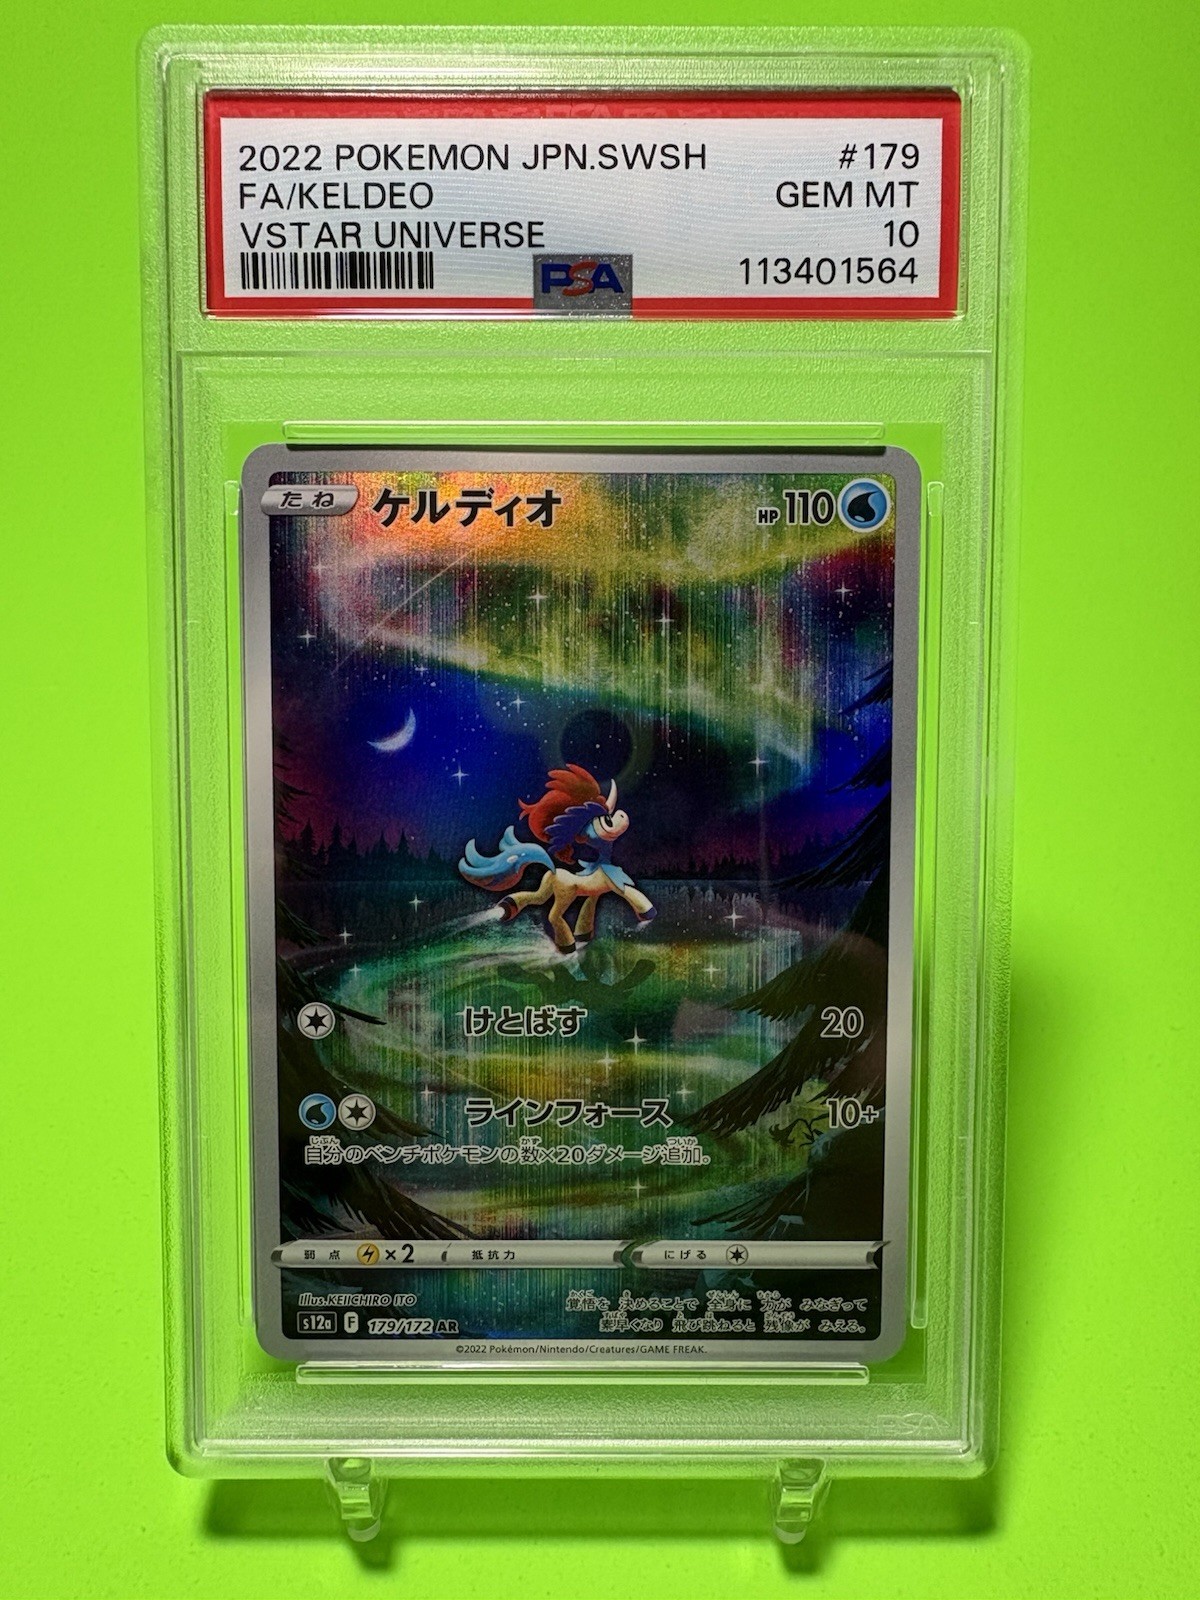 2022 POKEMON JPN.SWSH #179
FA/KELDEO GEM MT
VSTAR UNIVERSE 10
PSA 113401564
たね ケルディオ HP110
けとばす 20
ラインフォース 10+
自分のベンチポケモンの数×20ダメージ追加。
弱点 ×2 抵抗力 にげる
Illus.KEIICHIRO ITO
覚悟を 決めることで 全身に 力が みなぎって
素早くなり 飛び跳ねると 残像が みえる。
s12a F 179/172 AR
©2022 Pokémon/Nintendo/Creatures/GAME FREAK.
PSA